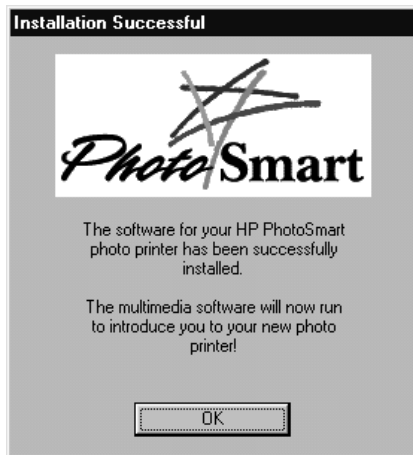 Installation Successful
PhotoSmart
The software for your HP PhotoSmart
photo printer has been successfully
installed.
The multimedia software will now run
to introduce you to your new photo
printer!
OK